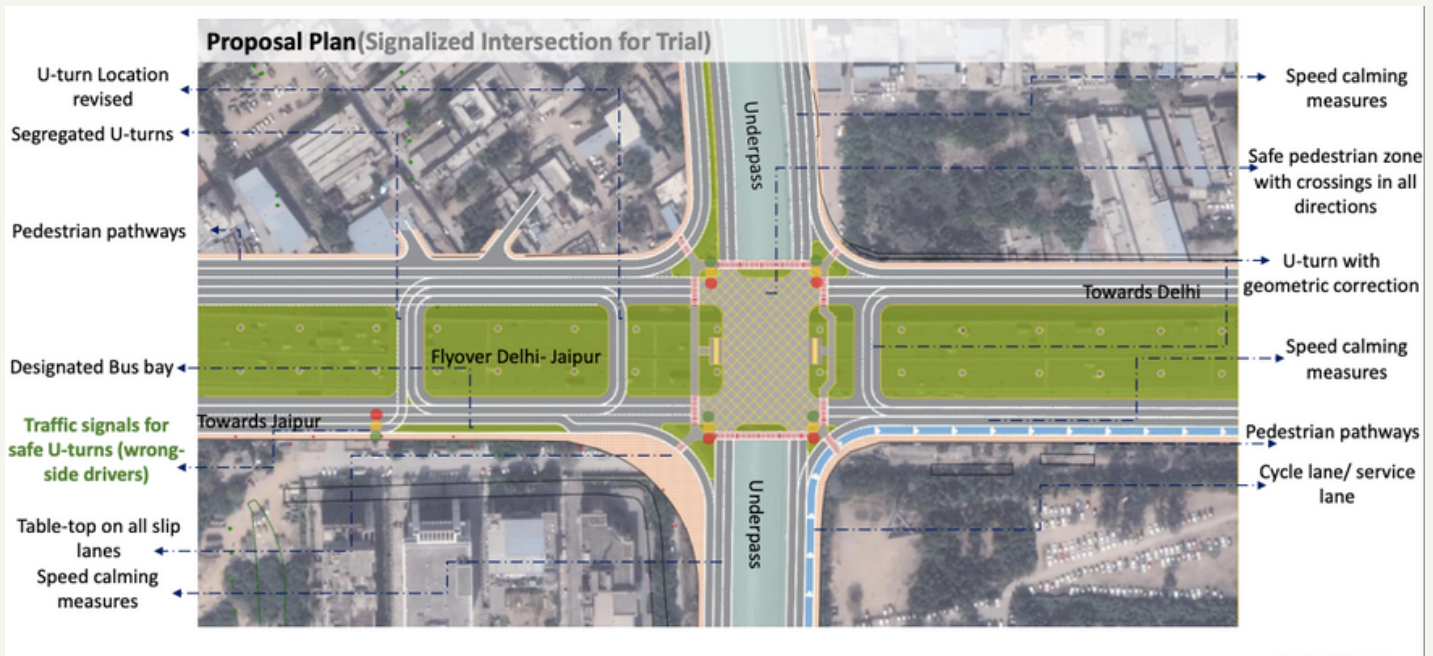 Proposal Plan(Signalized Intersection for Trial)
U-turn Location
revised
Segregated U-turns
Pedestrian pathways
Designated Bus bay
Traffic signals for
safe U-turns (wrong-
side drivers)
Table-top on all slip
lanes
Speed calming
measures
Underpass
Flyover Delhi- Jaipur
Towards Delhi
Towards Jaipur
Underpass
Speed calming
measures
Safe pedestrian zone
with crossings in all
directions
U-turn with
geometric correction
Speed calming
measures
Pedestrian pathways
Cycle lane/ service
lane